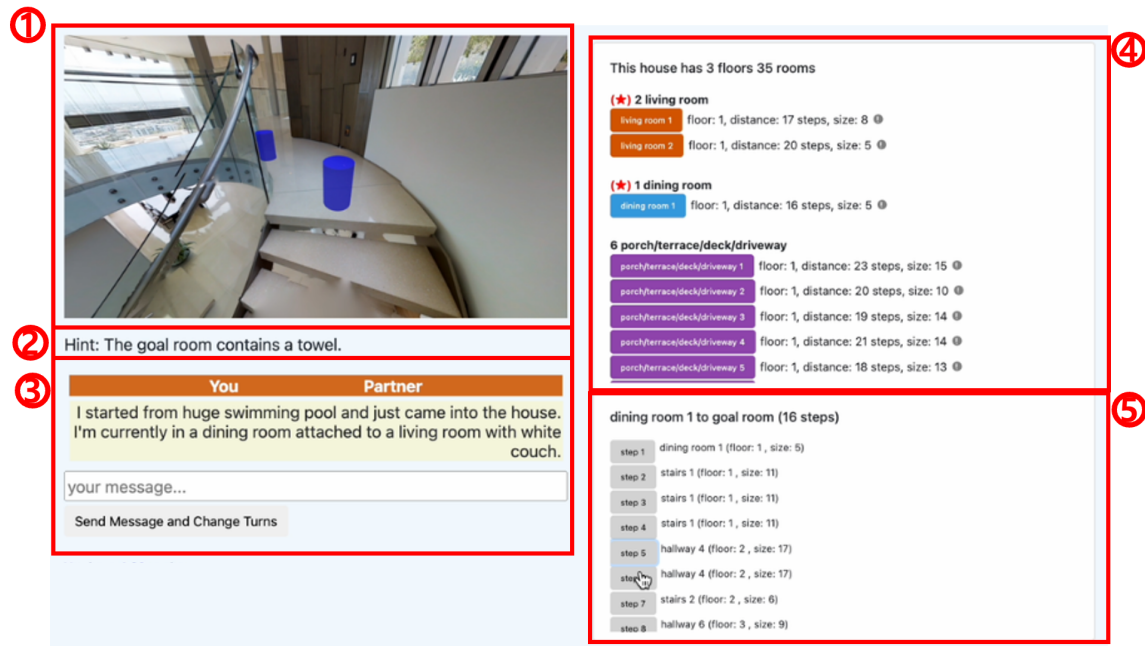 ①
②
Hint: The goal room contains a towel.
③
You Partner
I started from huge swimming pool and just came into the house.
I'm currently in a dining room attached to a living room with white
couch.
your message...
Send Message and Change Turns
④
This house has 3 floors 35 rooms
(★) 2 living room
living room 1 floor: 1, distance: 17 steps, size: 8
living room 2 floor: 1, distance: 20 steps, size: 5
(★) 1 dining room
dining room 1 floor: 1, distance: 16 steps, size: 5
6 porch/terrace/deck/driveway
porch/terrace/deck/driveway 1 floor: 1, distance: 23 steps, size: 15
porch/terrace/deck/driveway 2 floor: 1, distance: 20 steps, size: 10
porch/terrace/deck/driveway 3 floor: 1, distance: 19 steps, size: 14
porch/terrace/deck/driveway 4 floor: 1, distance: 21 steps, size: 14
porch/terrace/deck/driveway 5 floor: 1, distance: 18 steps, size: 13
⑤
dining room 1 to goal room (16 steps)
step 1 dining room 1 (floor: 1 , size: 5)
step 2 stairs 1 (floor: 1 , size: 11)
step 3 stairs 1 (floor: 1 , size: 11)
step 4 stairs 1 (floor: 1 , size: 11)
step 5 hallway 4 (floor: 2 , size: 17)
hallway 4 (floor: 2 , size: 17)
step 7 stairs 2 (floor: 2 , size: 6)
step 8 hallway 6 (floor: 3 , size: 9)